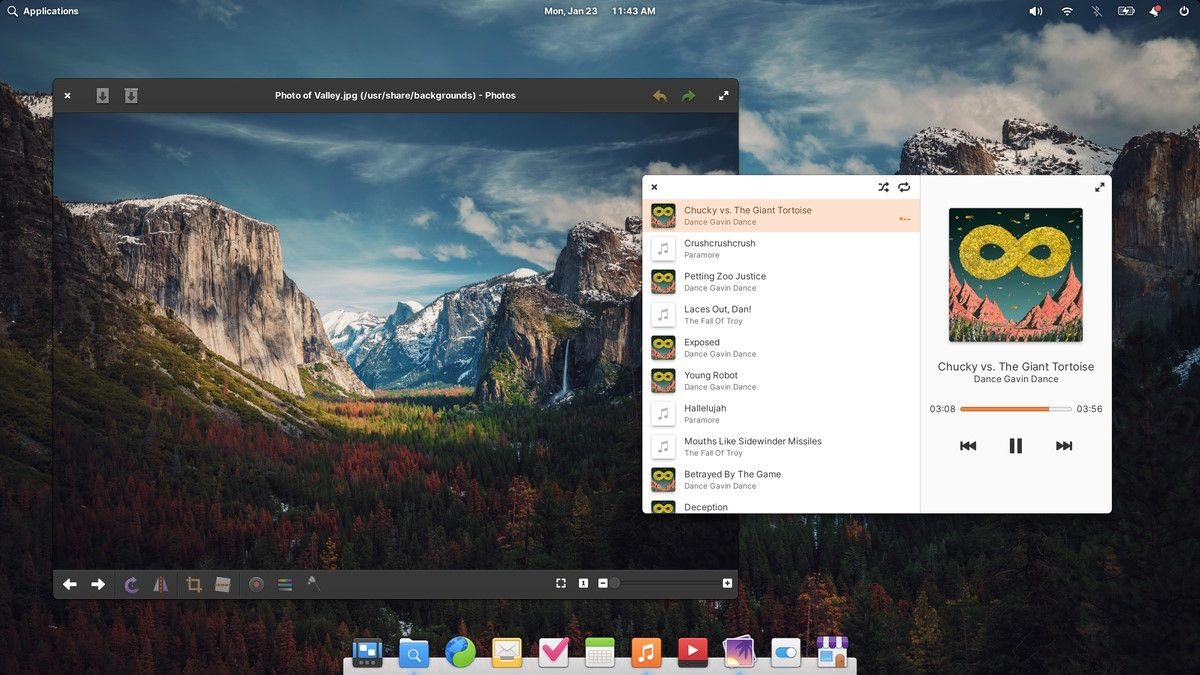 Applications
Mon, Jan 23 11:43 AM
Photo of Valley.jpg (/usr/share/backgrounds) - Photos
Chucky vs. The Giant Tortoise
Dance Gavin Dance
Crushcrushcrush
Paramore
Petting Zoo Justice
Dance Gavin Dance
Laces Out, Dan!
The Fall Of Troy
Exposed
Dance Gavin Dance
Young Robot
Dance Gavin Dance
Hallelujah
Paramore
Mouths Like Sidewinder Missiles
The Fall Of Troy
Betrayed By The Game
Dance Gavin Dance
Deception
Chucky vs. The Giant Tortoise
Dance Gavin Dance
03:08 03:56
1